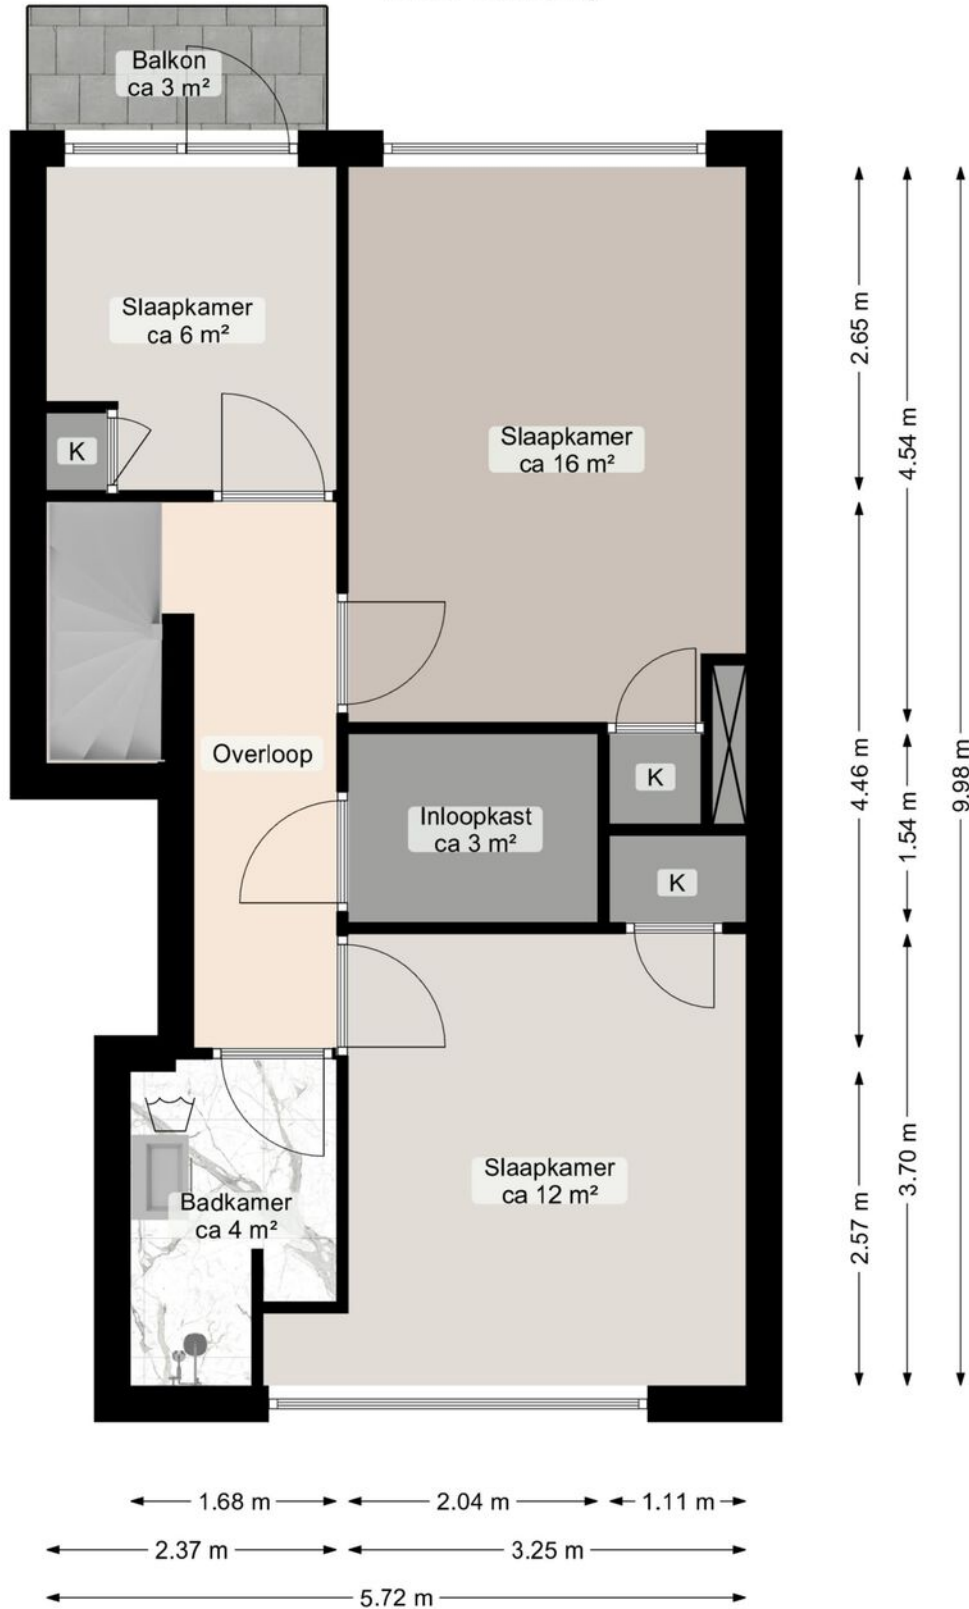 Balkon
ca 3 m²
Slaapkamer
ca 6 m²
K
Slaapkamer
ca 16 m²
Overloop
Inloopkast
ca 3 m²
K
K
Slaapkamer
ca 12 m²
Badkamer
ca 4 m²
2.65 m
4.54 m
4.46 m
1.54 m
9.98 m
2.57 m
3.70 m
1.68 m
2.04 m
1.11 m
2.37 m
3.25 m
5.72 m